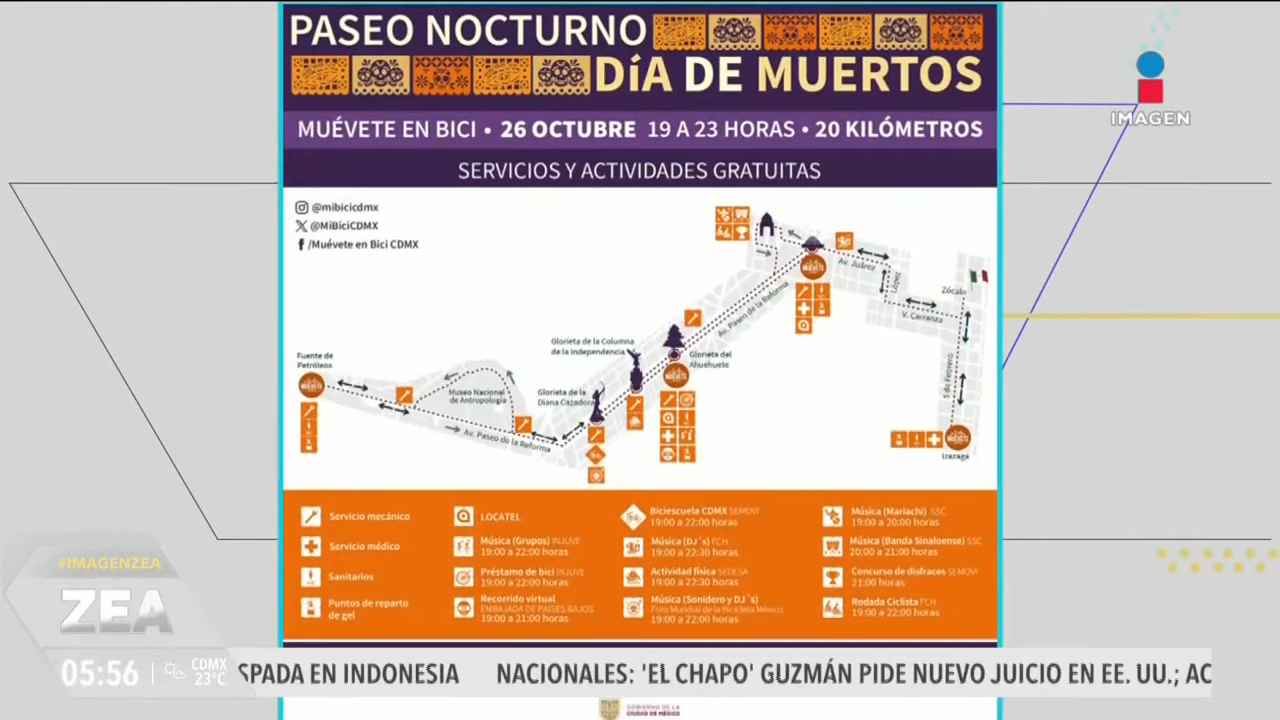 PASEO NOCTURNO
DÍA DE MUERTOS
MUÉVETE EN BICI • 26 OCTUBRE 19 A 23 HORAS • 20 KILÓMETROS
SERVICIOS Y ACTIVIDADES GRATUITAS
IMAGEN
@mibicicdmx
@MiBiciCDMX
/Muévete en Bici CDMX
Av. Juárez
López
Zócalo
V. Carranza
5 de Febrero
Izazaga
Av. Paseo de la Reforma
Glorieta de la Columna
de la Independencia
Glorieta del
Ahuehuete
Fuente de
Petróleos
Museo Nacional
de Antropología
Glorieta de la
Diana Cazadora
Av. Paseo de la Reforma
Servicio mecánico
Servicio médico
Sanitarios
Puntos de reparto
de gel
LOCATEL
Música (Grupos) INJUVE
19:00 a 22:00 horas
Préstamo de bici INJUVE
19:00 a 22:00 horas
Recorrido virtual
EMBAJADA DE PAÍSES BAJOS
19:00 a 21:00 horas
Biciescuela CDMX SEMOVI
19:00 a 22:00 horas
Música (DJ´s) FCH
19:00 a 22:30 horas
Actividad física SEDESA
19:00 a 22:30 horas
Música (Sonidero y DJ´s)
Foro Mundial de la Bicicleta México
19:00 a 22:00 horas
Música (Mariachi) SSC
19:00 a 20:00 horas
Música (Banda Sinaloense) SSC
20:00 a 21:00 horas
Concurso de disfraces SEMOVI
21:00 horas
Rodada Ciclista FCH
19:00 a 22:00 horas
#IMAGENZEA
ZEA
05:56
CDMX
23°C
SPADA EN INDONESIA NACIONALES: 'EL CHAPO' GUZMÁN PIDE NUEVO JUICIO EN EE. UU.; AC
GOBIERNO DE LA
CIUDAD DE MÉXICO